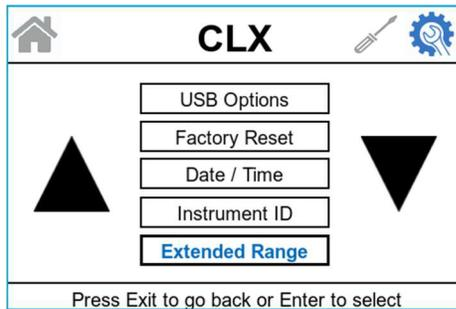 CLX
USB Options
Factory Reset
Date / Time
Instrument ID
Extended Range
Press Exit to go back or Enter to select